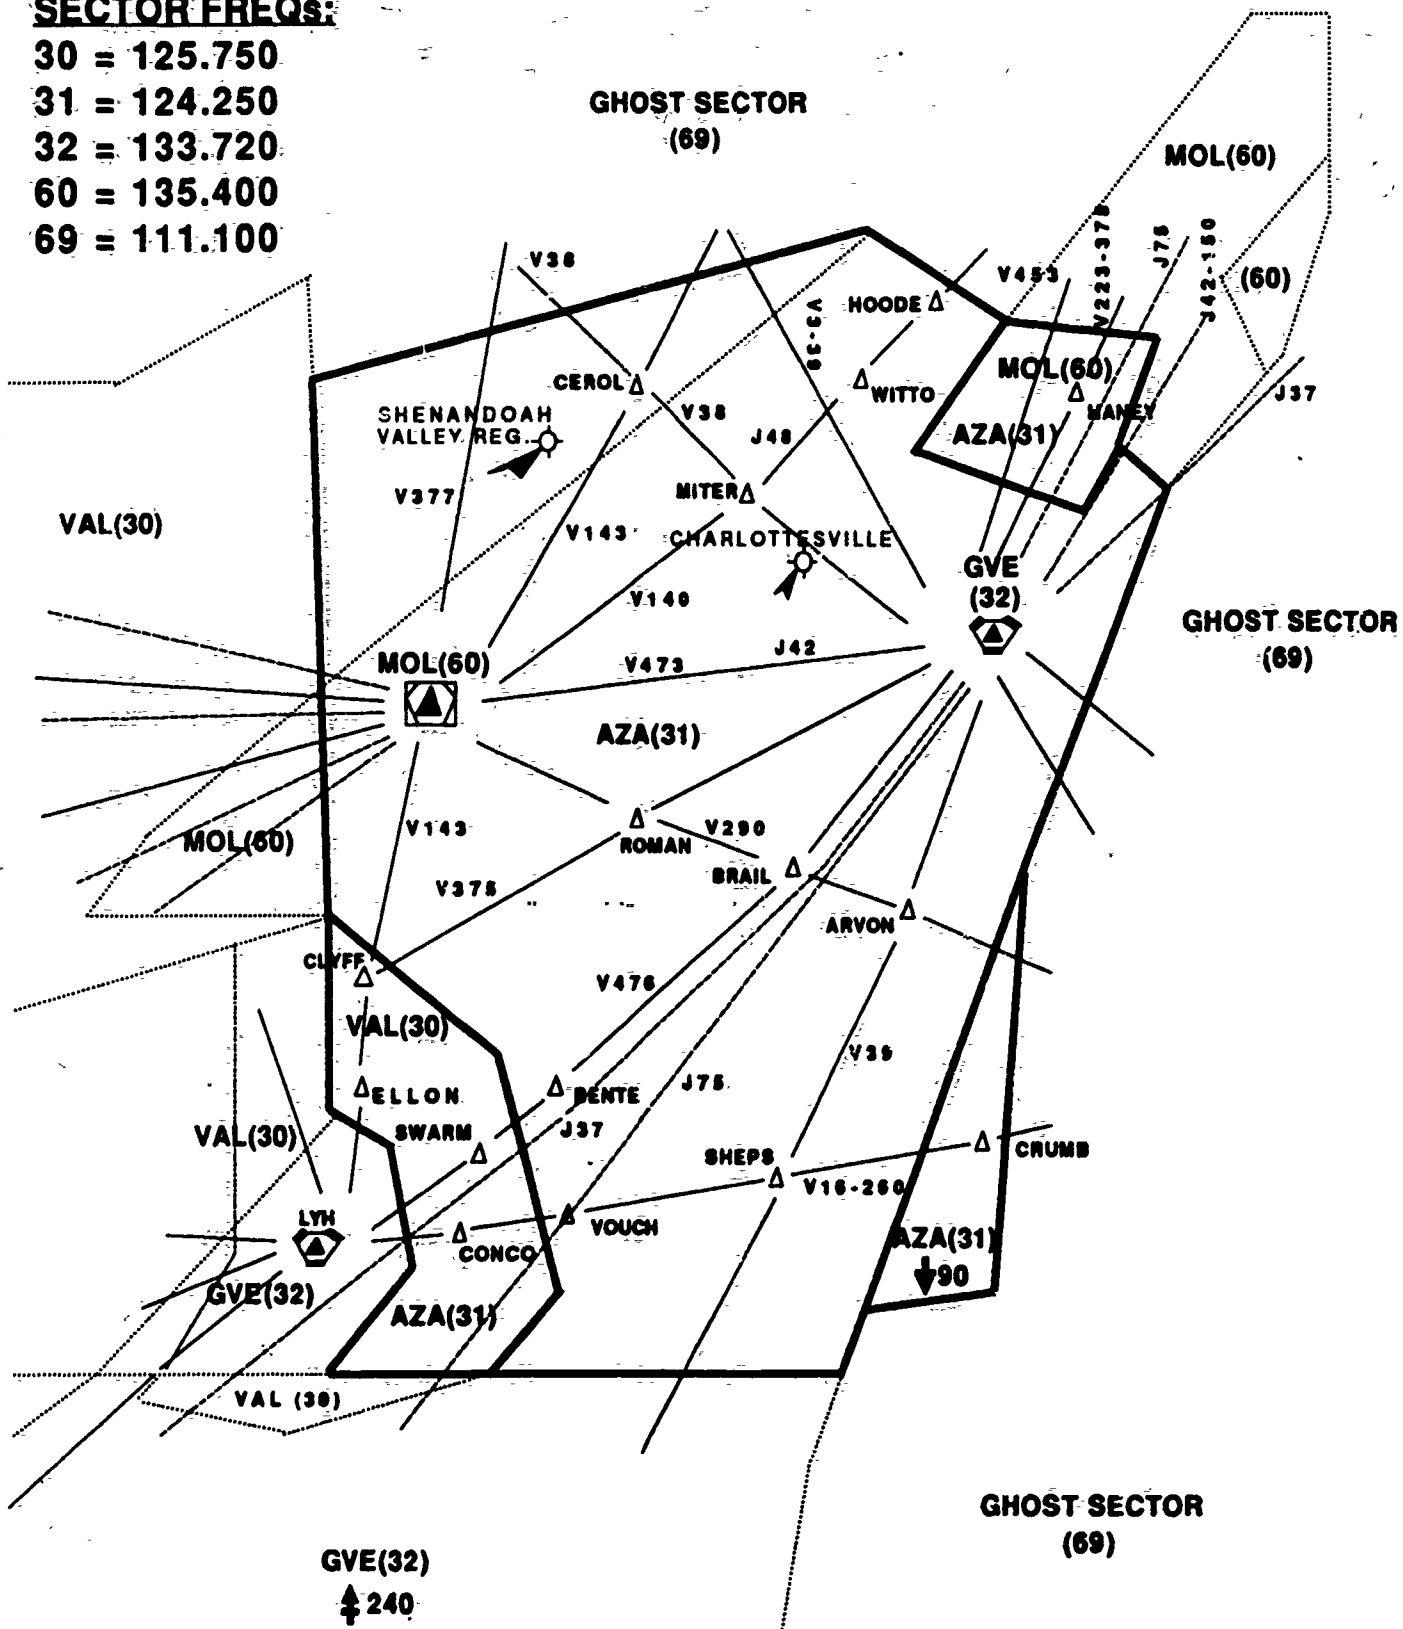 SECTOR FREQs:
30 = 125.750
31 = 124.250
32 = 133.720
60 = 135.400
69 = 111.100
GHOST SECTOR
(69)
MOL(60)
V38
V453
V223-378
J75
J42-150
(60)
HOODE
V3-39
MOL(60)
CEROL
WITTO
NANEY
J37
SHENANDOAH
VALLEY REG.
V38
J48
AZA(31)
V377
MITER
VAL(30)
V143
CHARLOTTESVILLE
GVE
(32)
V140
GHOST SECTOR
(69)
MOL(60)
V473
J42
AZA(31)
MOL(60)
V143
V290
ROMAN
BRAIL
V375
ARVON
CLYFF
V476
VAL(30)
V39
ELLON
BENTE
J75
VAL(30)
SWARM
J37
SHEPS
CRUMB
V16-260
LYH
VOUCH
CONCO
AZA(31)
90
GVE(32)
AZA(31)
VAL (30)
GHOST SECTOR
(69)
GVE(32)
240